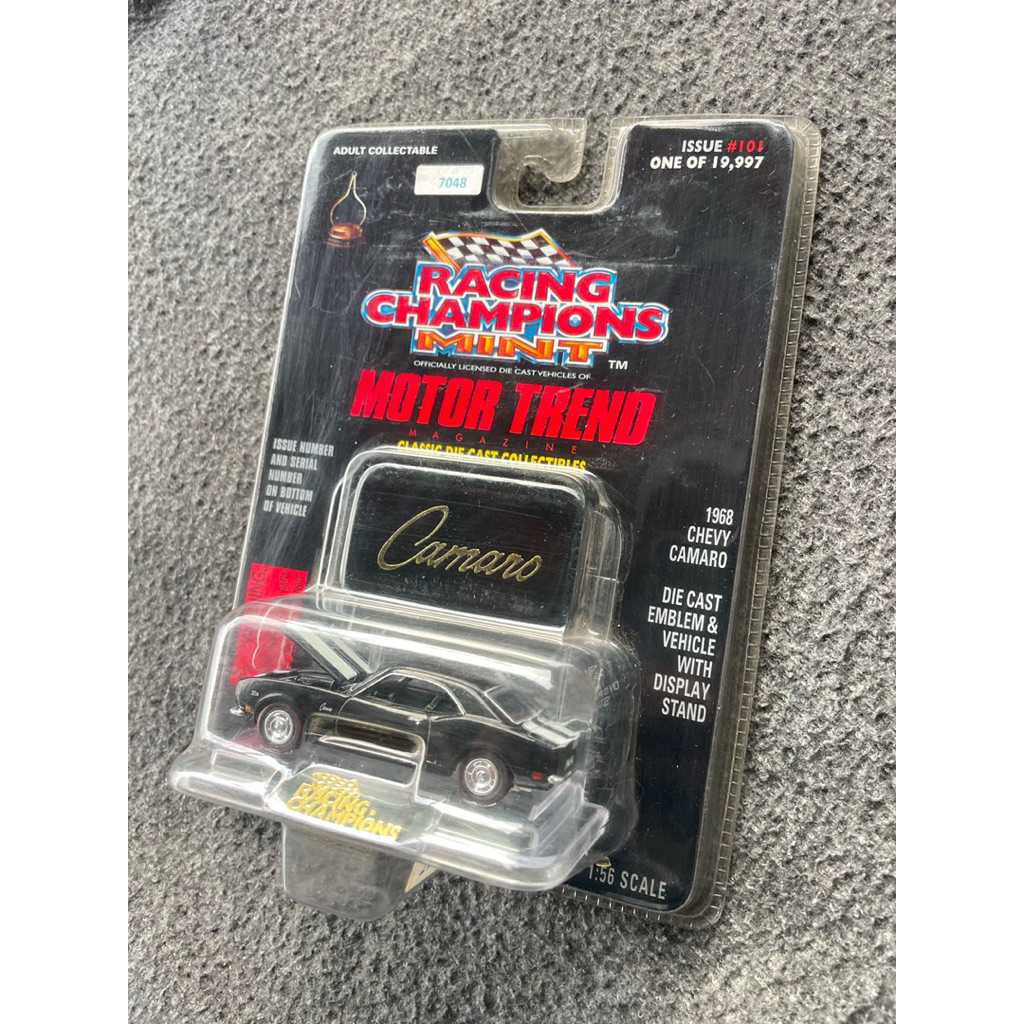 ADULT COLLECTABLE
7048
ISSUE #101
ONE OF 19,997
RACING
CHAMPIONS
MINT TM
OFFICIALLY LICENSED DIE CAST VEHICLES OF
MOTOR TREND
MAGAZINE
CLASSIC DIE CAST COLLECTIBLES
ISSUE NUMBER
AND SERIAL
NUMBER
ON BOTTOM
OF VEHICLE
Camaro
1968
CHEVY
CAMARO
DIE CAST
EMBLEM &
VEHICLE
WITH
DISPLAY
STAND
Camaro
RACING
CHAMPIONS
1:56 SCALE